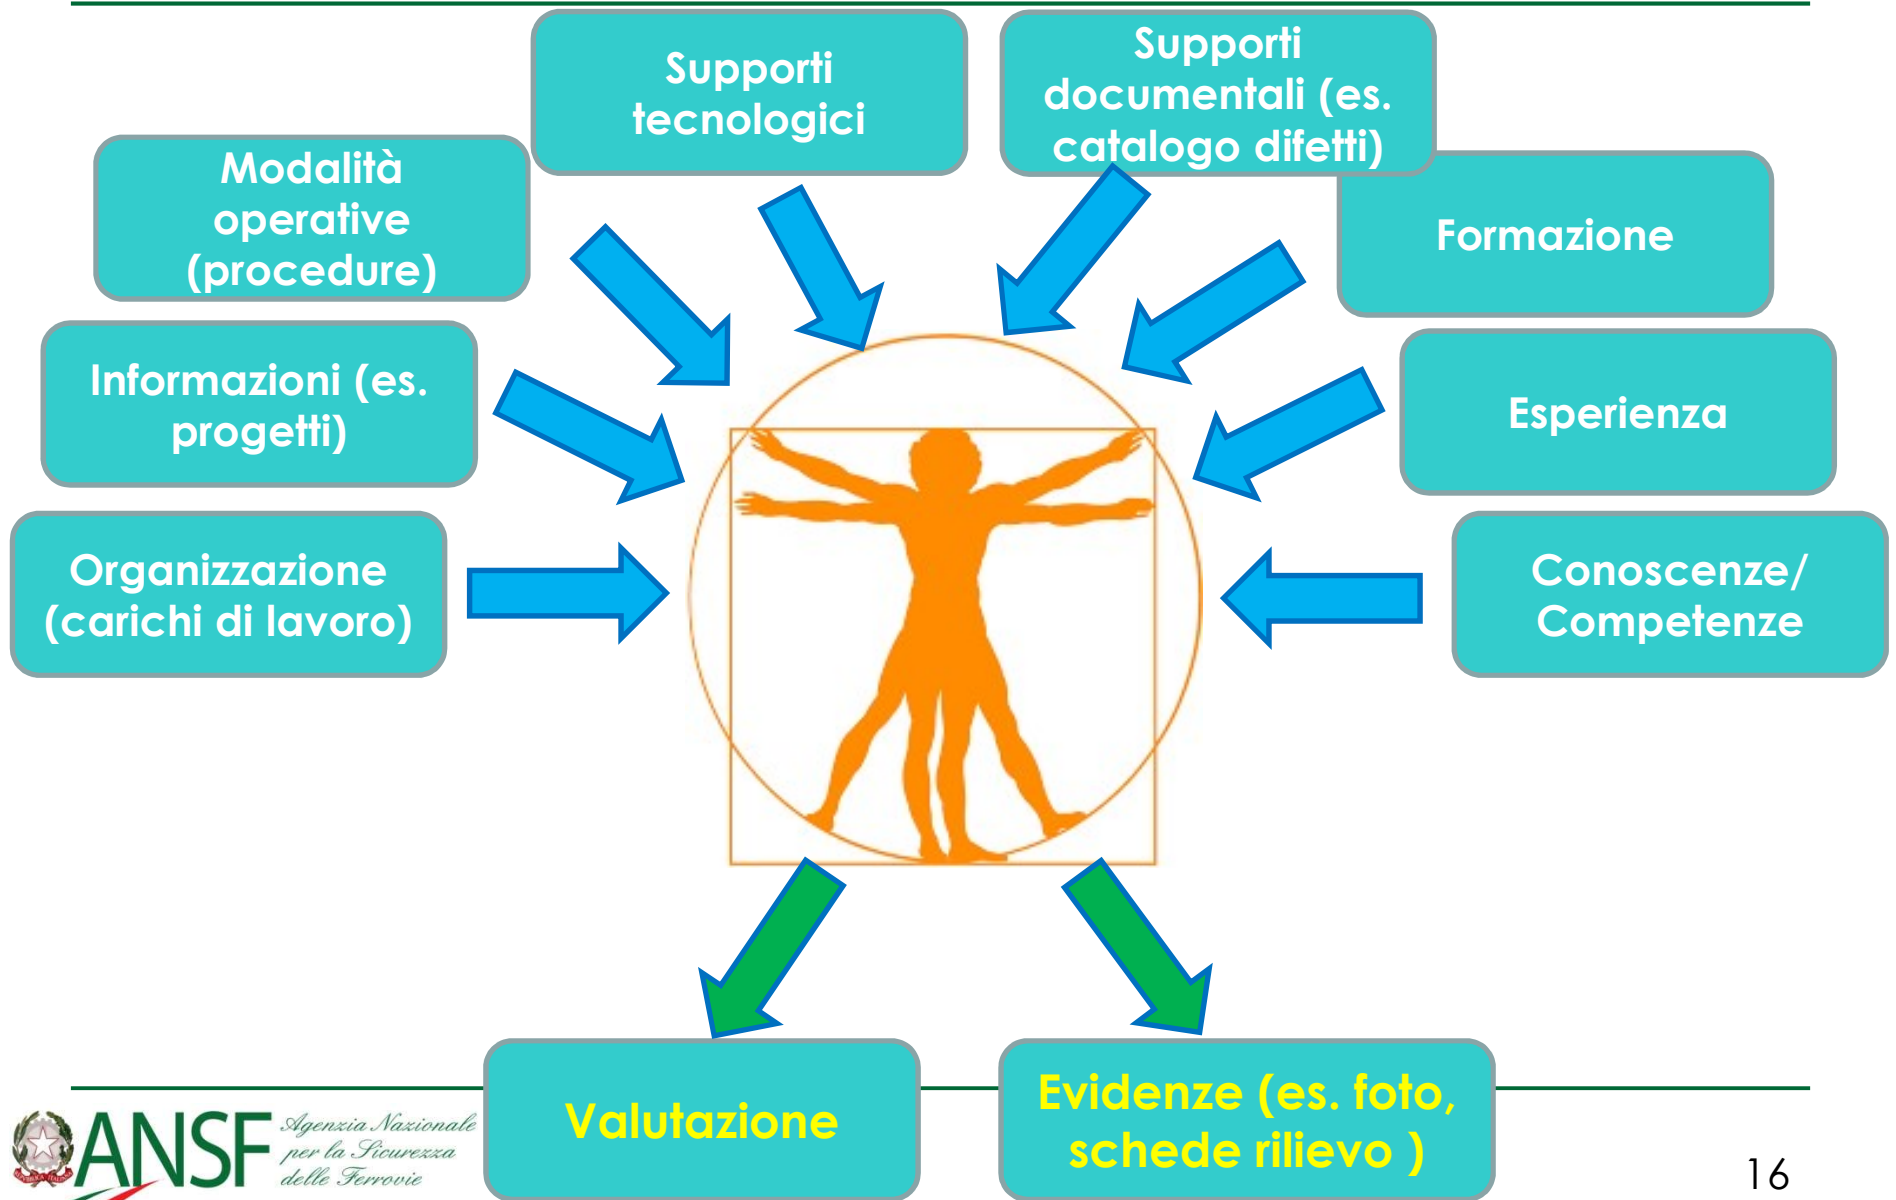 Supporti
tecnologici
Supporti
documentali (es.
catalogo difetti)
Modalità
operative
(procedure)
Formazione
Informazioni (es.
progetti)
Esperienza
Organizzazione
(carichi di lavoro)
Conoscenze/
Competenze
Valutazione
Evidenze (es. foto,
schede rilievo )
ANSF
Agenzia Nazionale
per la Sicurezza
delle Ferrovie
16